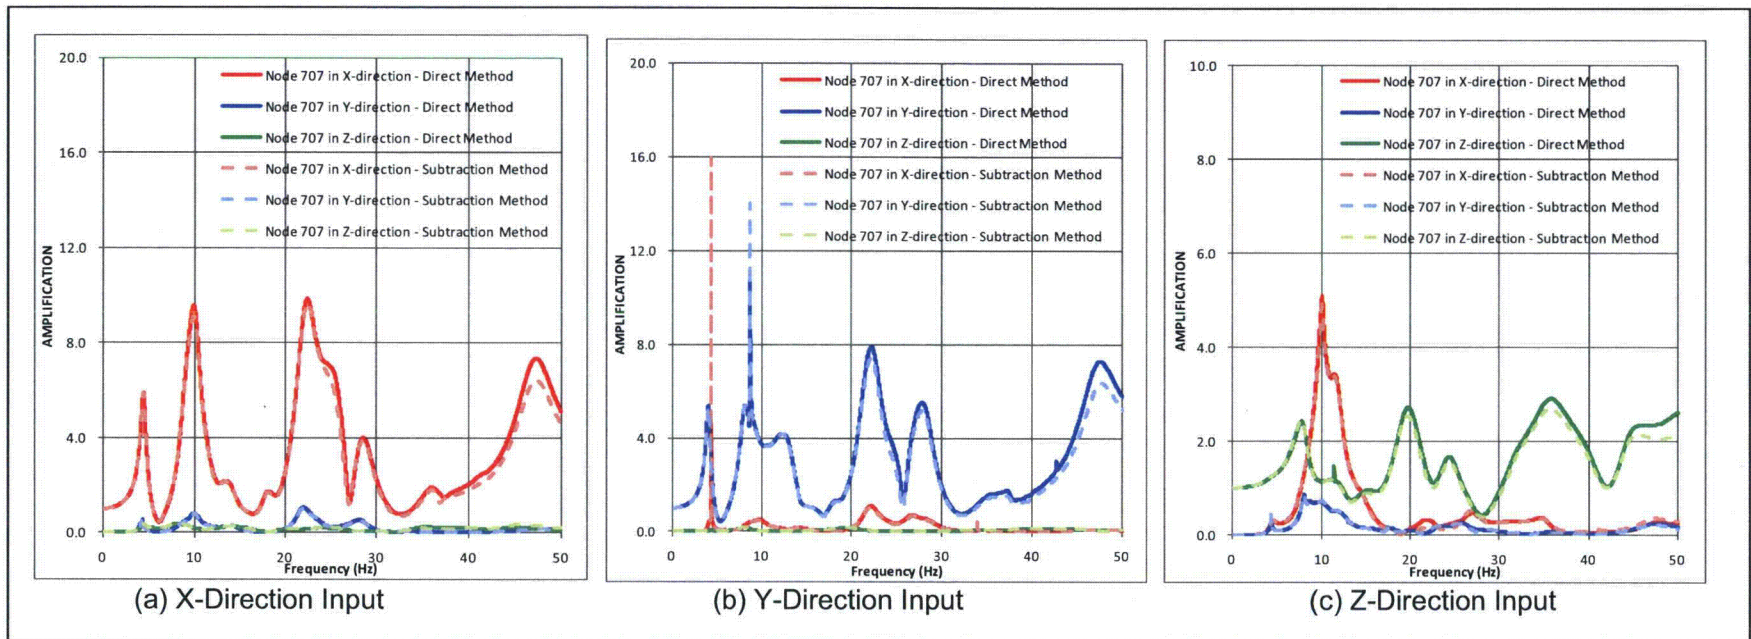 20.0
16.0
12.0
8.0
4.0
0.0
AMPLIFICATION
Node 707 in X-direction - Direct Method
Node 707 in Y-direction - Direct Method
Node 707 in Z-direction - Direct Method
Node 707 in X-direction - Subtraction Method
Node 707 in Y-direction - Subtraction Method
Node 707 in Z-direction - Subtraction Method
0 10 20 30 40 50
Frequency (Hz)
(a) X-Direction Input
20.0
16.0
12.0
8.0
4.0
0.0
AMPLIFICATION
Node 707 in X-direction - Direct Method
Node 707 in Y-direction - Direct Method
Node 707 in Z-direction - Direct Method
Node 707 in X-direction - Subtraction Method
Node 707 in Y-direction - Subtraction Method
Node 707 in Z-direction - Subtraction Method
0 10 20 30 40 50
Frequency (Hz)
(b) Y-Direction Input
10.0
8.0
6.0
4.0
2.0
0.0
AMPLIFICATION
Node 707 in X-direction - Direct Method
Node 707 in Y-direction - Direct Method
Node 707 in Z-direction - Direct Method
Node 707 in X-direction - Subtraction Method
Node 707 in Y-direction - Subtraction Method
Node 707 in Z-direction - Subtraction Method
0 10 20 30 40 50
Frequency (Hz)
(c) Z-Direction Input